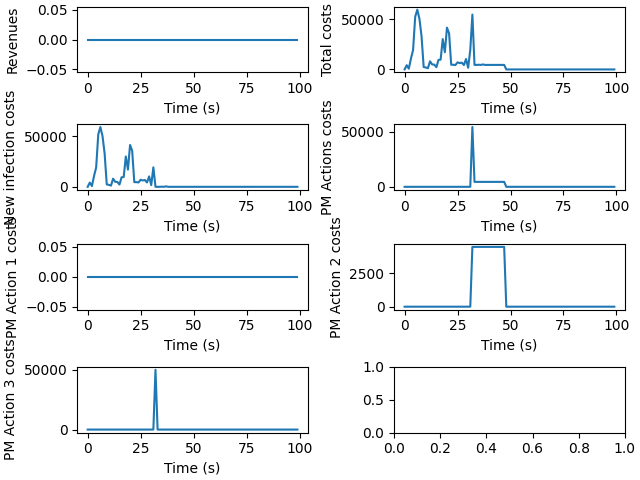 Revenues
0.05
0.00
−0.05
0 25 50 75 100
Time (s)
Total costs
50000
0
0 25 50 75 100
Time (s)
New infection costs
50000
0
0 25 50 75 100
Time (s)
PM Actions costs
50000
0
0 25 50 75 100
Time (s)
PM Action 1 costs
0.05
0.00
−0.05
0 25 50 75 100
Time (s)
PM Action 2 costs
2500
0
0 25 50 75 100
Time (s)
PM Action 3 costs
50000
0
0 25 50 75 100
Time (s)
1.0
0.5
0.0
0.0 0.2 0.4 0.6 0.8 1.0